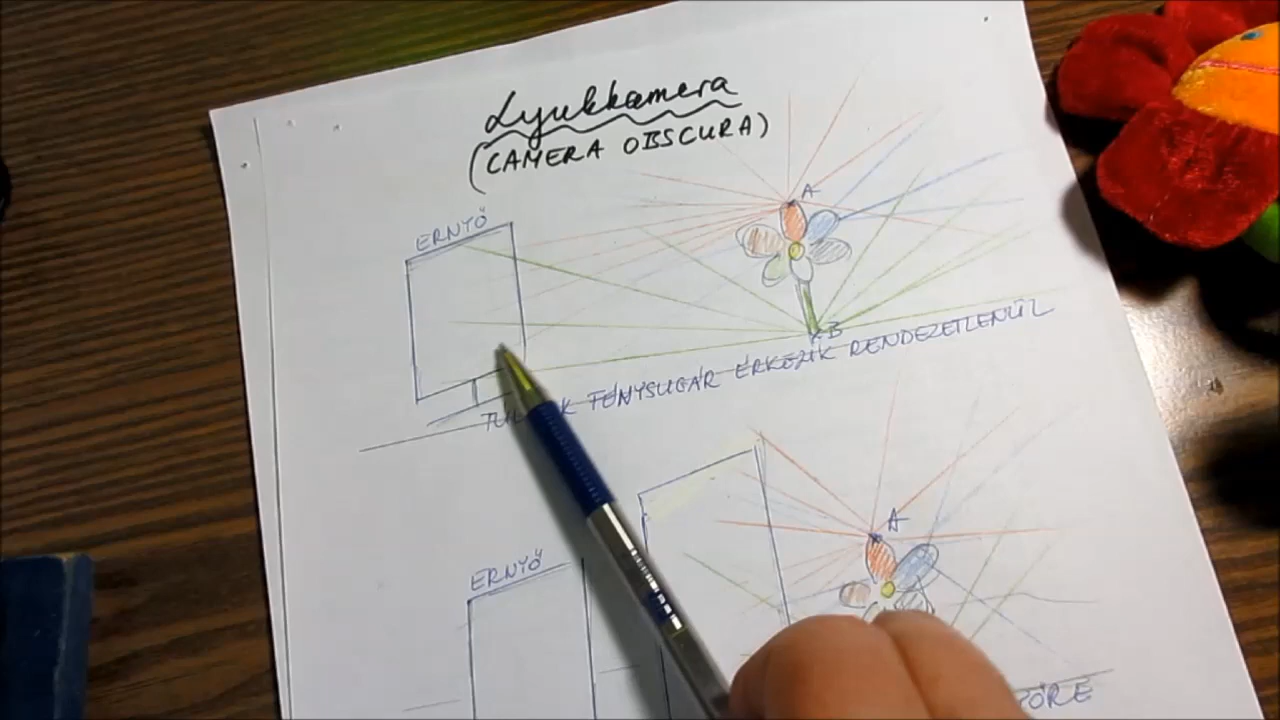 Lyukkamera
(CAMERA OBSCURA)
ERNYŐ
A
B
FÉNYSUGÁR ÉRKEZIK RENDEZETLENÜL
A
ERNYŐ